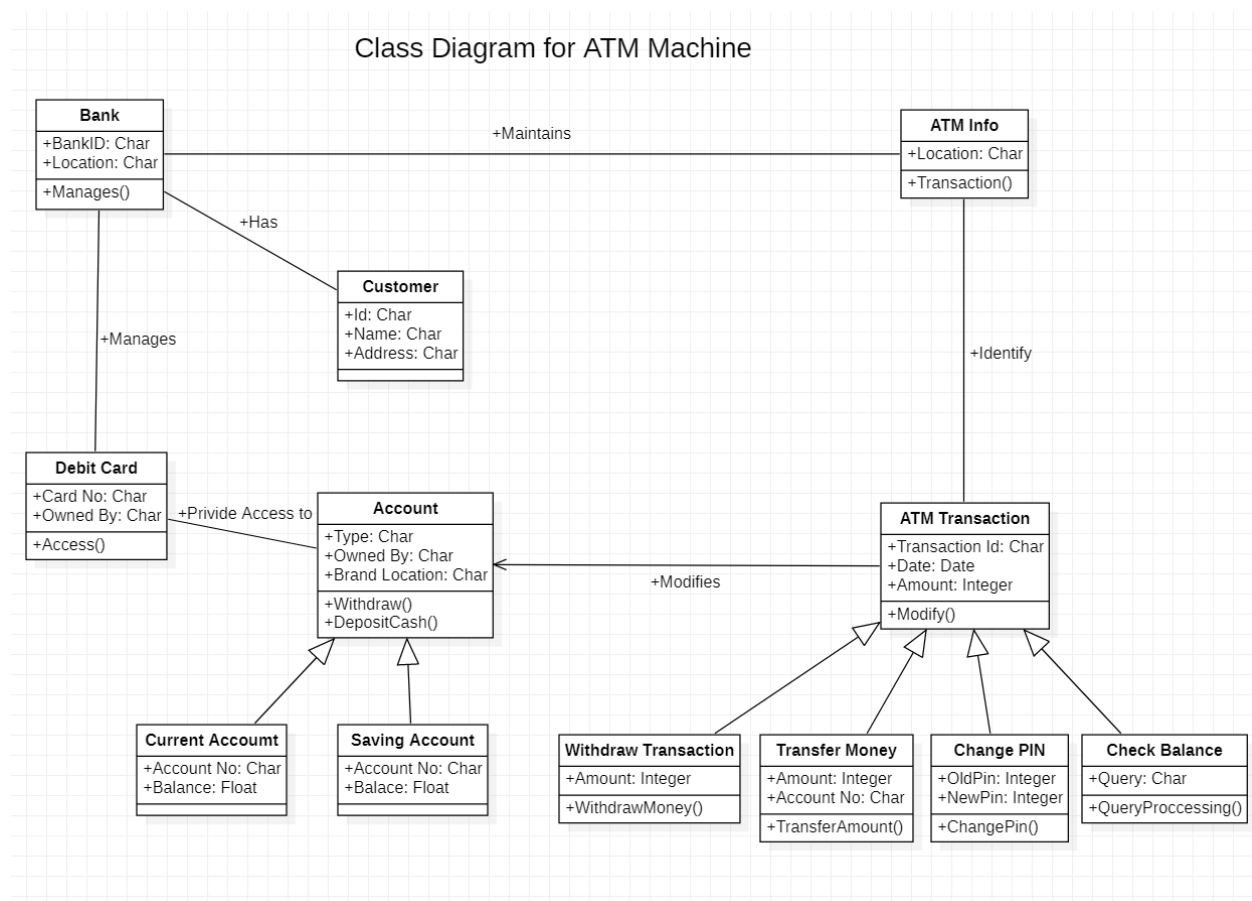 Class Diagram for ATM Machine
Bank
+BankID: Char
+Location: Char
+Manages()
+Maintains
ATM Info
+Location: Char
+Transaction()
+Has
Customer
+Id: Char
+Name: Char
+Address: Char
+Manages
+Identify
Debit Card
+Card No: Char
+Owned By: Char
+Access()
+Privide Access to
Account
+Type: Char
+Owned By: Char
+Brand Location: Char
+Withdraw()
+DepositCash()
+Modifies
ATM Transaction
+Transaction Id: Char
+Date: Date
+Amount: Integer
+Modify()
Current Accoumt
+Account No: Char
+Balance: Float
Saving Account
+Account No: Char
+Balace: Float
Withdraw Transaction
+Amount: Integer
+WithdrawMoney()
Transfer Money
+Amount: Integer
+Account No: Char
+TransferAmount()
Change PIN
+OldPin: Integer
+NewPin: Integer
+ChangePin()
Check Balance
+Query: Char
+QueryProccessing()